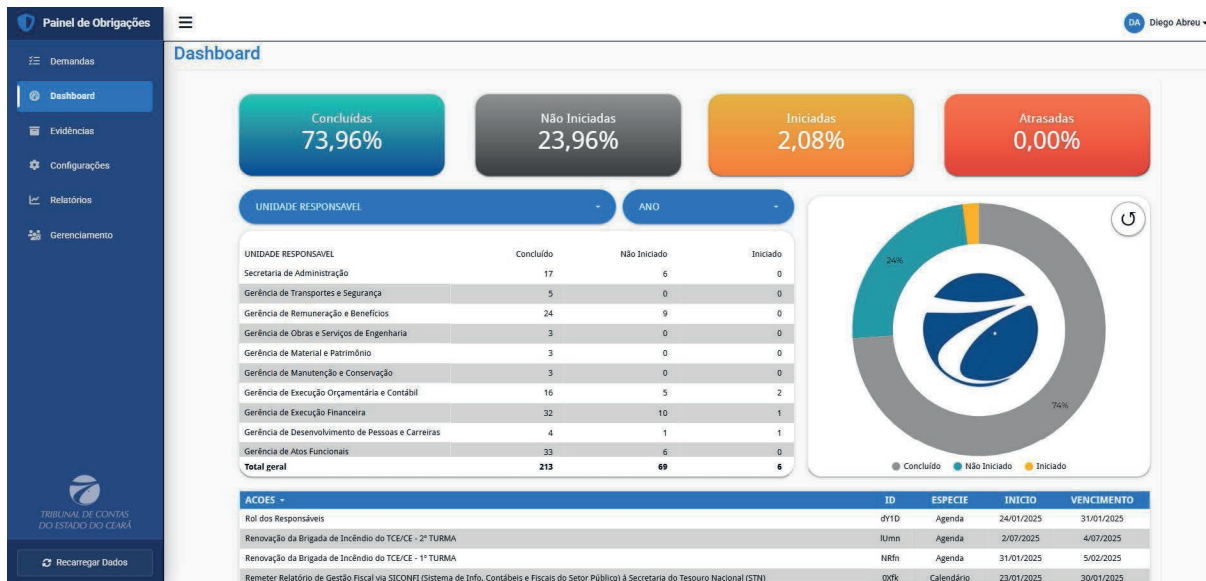 Painel de Obrigações
DA Diego Abreu
Demandas
Dashboard
Evidências
Configurações
Relatórios
Gerenciamento
TRIBUNAL DE CONTAS
DO ESTADO DO CEARÁ
Recarregar Dados
Dashboard
Concluídas
73,96%
Não Iniciadas
23,96%
Iniciadas
2,08%
Atrasadas
0,00%
UNIDADE RESPONSAVEL
ANO
UNIDADE RESPONSAVEL Concluído Não Iniciado Iniciado
Secretaria de Administração 17 6 0
Gerência de Transportes e Segurança 5 0 0
Gerência de Remuneração e Benefícios 24 9 0
Gerência de Obras e Serviços de Engenharia 3 0 0
Gerência de Material e Patrimônio 3 0 0
Gerência de Manutenção e Conservação 3 0 0
Gerência de Execução Orçamentária e Contábil 16 5 2
Gerência de Execução Financeira 32 10 1
Gerência de Desenvolvimento de Pessoas e Carreiras 4 1 1
Gerência de Atos Funcionais 33 6 0
Total geral 213 69 6
24%
74%
Concluído Não Iniciado Iniciado
ACOES ID ESPECIE INICIO VENCIMENTO
Rol dos Responsáveis dY1D Agenda 24/01/2025 31/01/2025
Renovação da Brigada de Incêndio do TCE/CE - 2ª TURMA lUmn Agenda 2/07/2025 4/07/2025
Renovação da Brigada de Incêndio do TCE/CE - 1ª TURMA NRfn Agenda 31/01/2025 5/02/2025
Remeter Relatório de Gestão Fiscal via SICONFI (Sistema de Info. Contábeis e Fiscais do Setor Público) à Secretaria do Tesouro Nacional (STN) 0Xfk Calendário 23/01/2025 30/01/2025